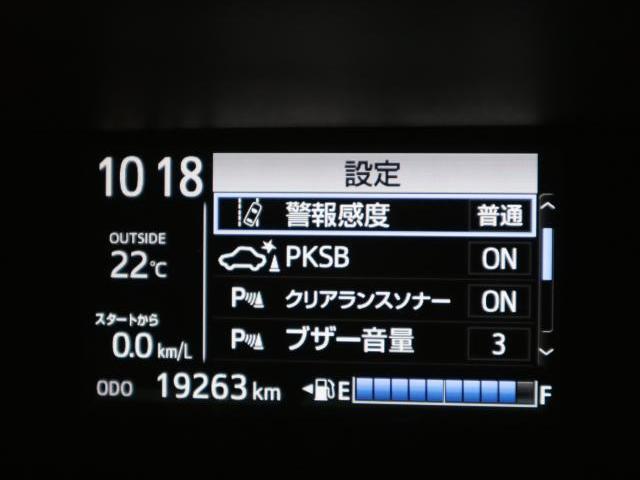 10 18
設定
警報感度 普通
OUTSIDE
22℃
PKSB ON
P クリアランスソナー ON
スタートから
0.0 km/L
P ブザー音量 3
ODO 19263 km
E F